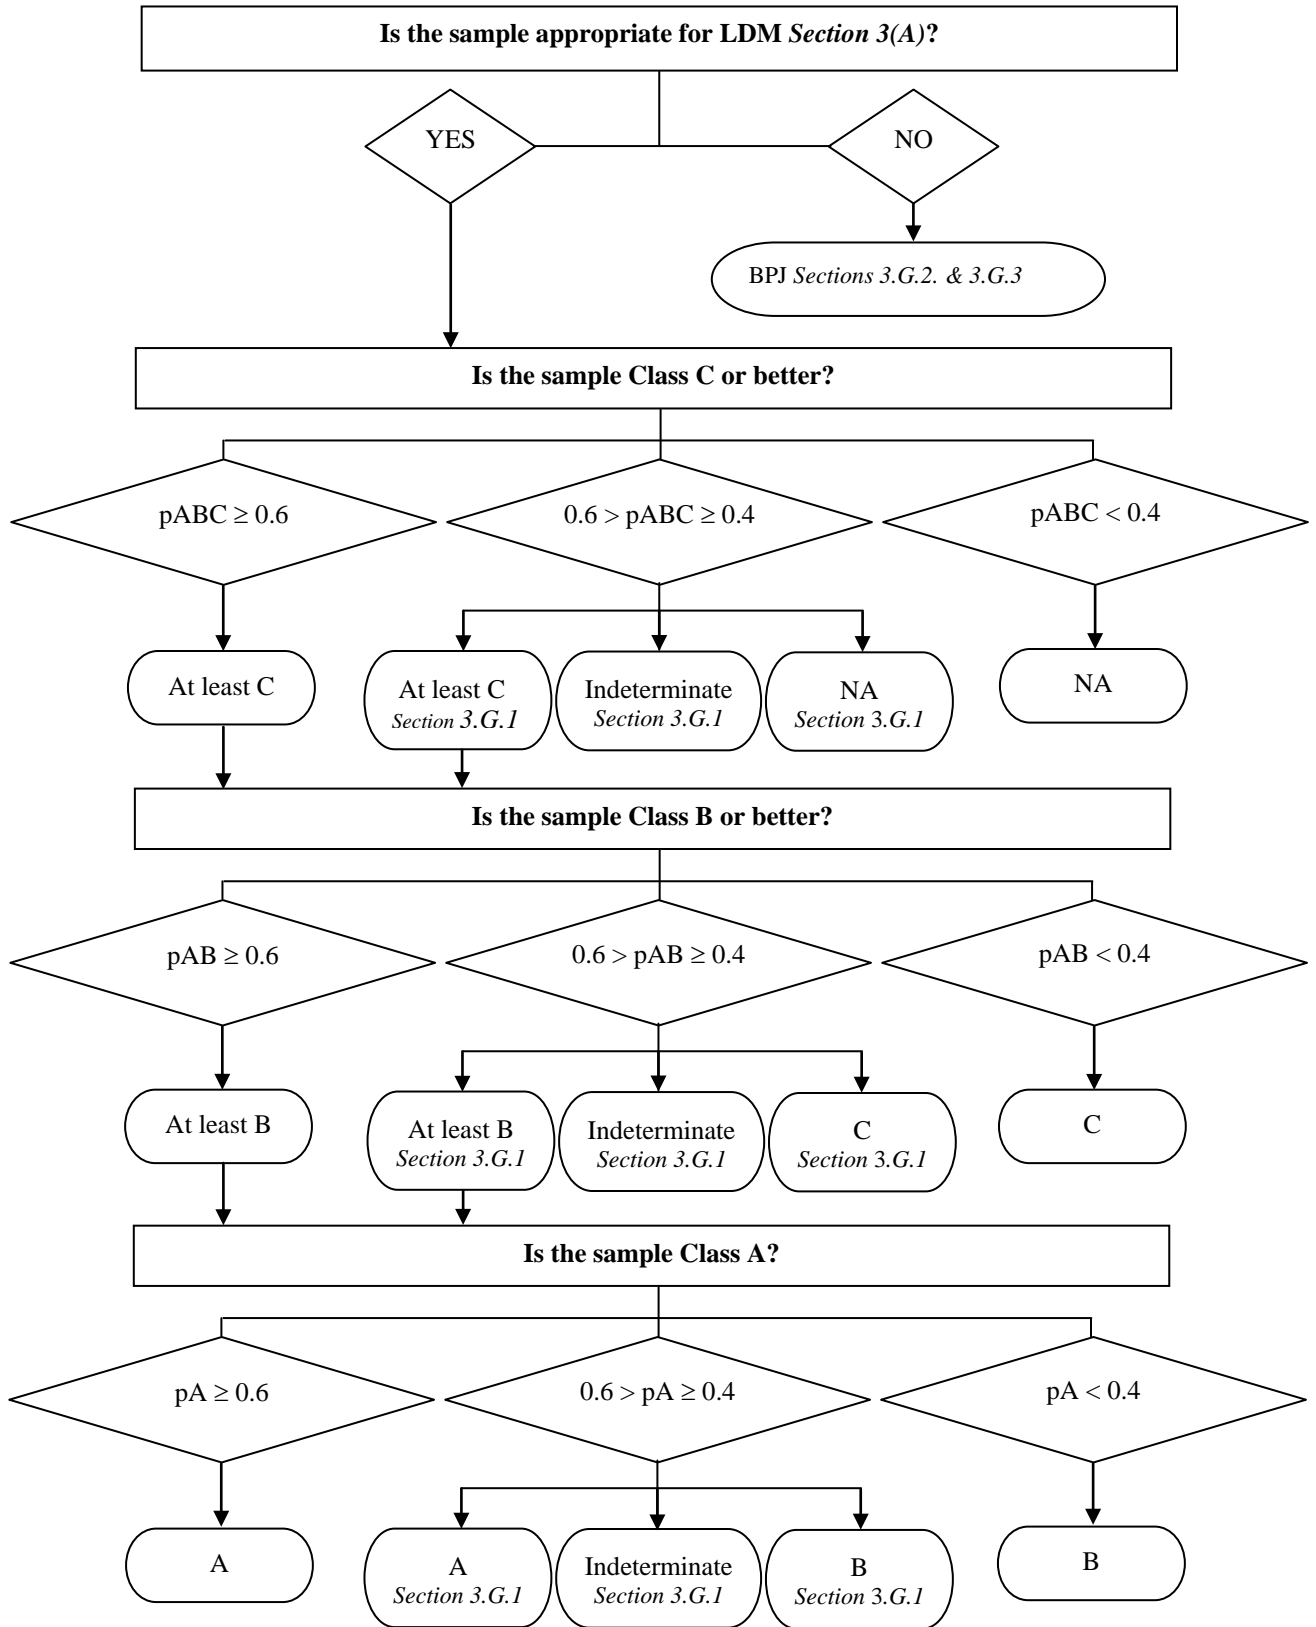 Is the sample appropriate for LDM Section 3(A)?
YES
NO
BPJ Sections 3.G.2. & 3.G.3
Is the sample Class C or better?
pABC ≥ 0.6
0.6 > pABC ≥ 0.4
pABC < 0.4
At least C
At least C
Section 3.G.1
Indeterminate
Section 3.G.1
NA
Section 3.G.1
NA
Is the sample Class B or better?
pAB ≥ 0.6
0.6 > pAB ≥ 0.4
pAB < 0.4
At least B
At least B
Section 3.G.1
Indeterminate
Section 3.G.1
C
Section 3.G.1
C
Is the sample Class A?
pA ≥ 0.6
0.6 > pA ≥ 0.4
pA < 0.4
A
A
Section 3.G.1
Indeterminate
Section 3.G.1
B
Section 3.G.1
B